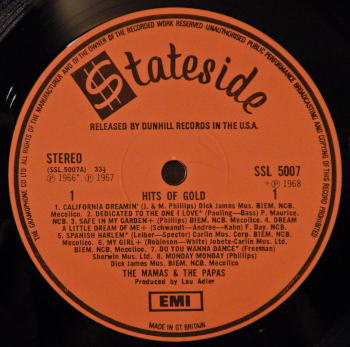 ALL RIGHTS OF THE MANUFACTURER AND OF THE OWNER OF THE RECORDED WORK RESERVED-UNAUTHORISED PUBLIC PERFORMANCE BROADCASTING AND COPYING OF THIS RECORD PROHIBITED
THE GRAMOPHONE CO LTD
$tateside
RELEASED BY DUNHILL RECORDS IN THE U.S.A.
STEREO
(SSL.5007A) 33⅓
℗ 1966* ℗ 1967
SSL 5007
+℗ 1968
1 HITS OF GOLD 1
1. CALIFORNIA DREAMIN' (J. & M. Phillips) Dick James Mus. BIEM. NCB.
Mecolico. 2. DEDICATED TO THE ONE I LOVE* (Pauling—Bass) P. Maurice.
NCB. 3. SAFE IN MY GARDEN+ (Phillips) BIEM. NCB. Mecolico. 4. DREAM
A LITTLE DREAM OF ME+ (Schwandt—Andree—Kahn) F. Day. NCB.
5. SPANISH HARLEM* (Leiber—Spector) Carlin Mus. Corp. BIEM. NCB.
Mecolico. 6. MY GIRL+ (Robinson—White) Jobete-Carlin Mus. Ltd.
BIEM. NCB. Mecolico. 7. DO YOU WANNA DANCE* (Freeman)
Sherwin Mus. Ltd. 8. MONDAY MONDAY (Phillips)
Dick James Mus. BIEM. NCB. Mecolico.
THE MAMAS & THE PAPAS
Produced by Lou Adler
EMI
MADE IN GT. BRITAIN